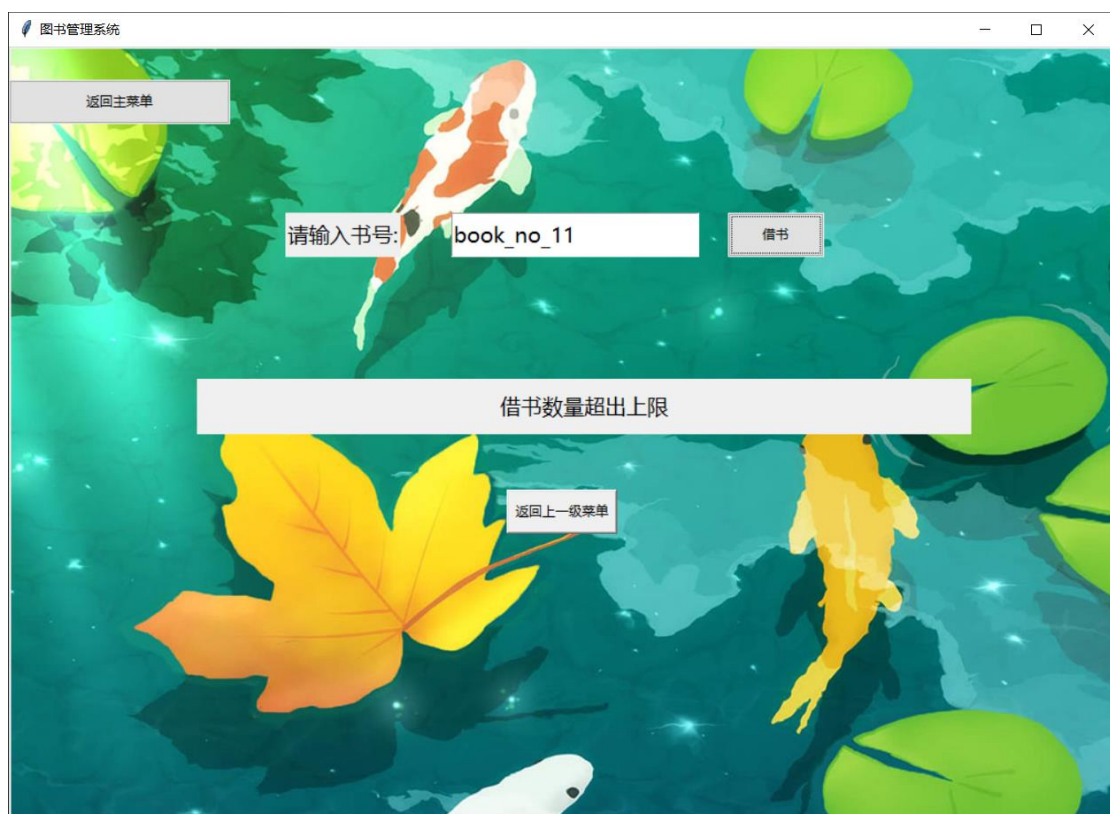 图书管理系统
返回主菜单
请输入书号:
book_no_11
借书
借书数量超出上限
返回上一级菜单